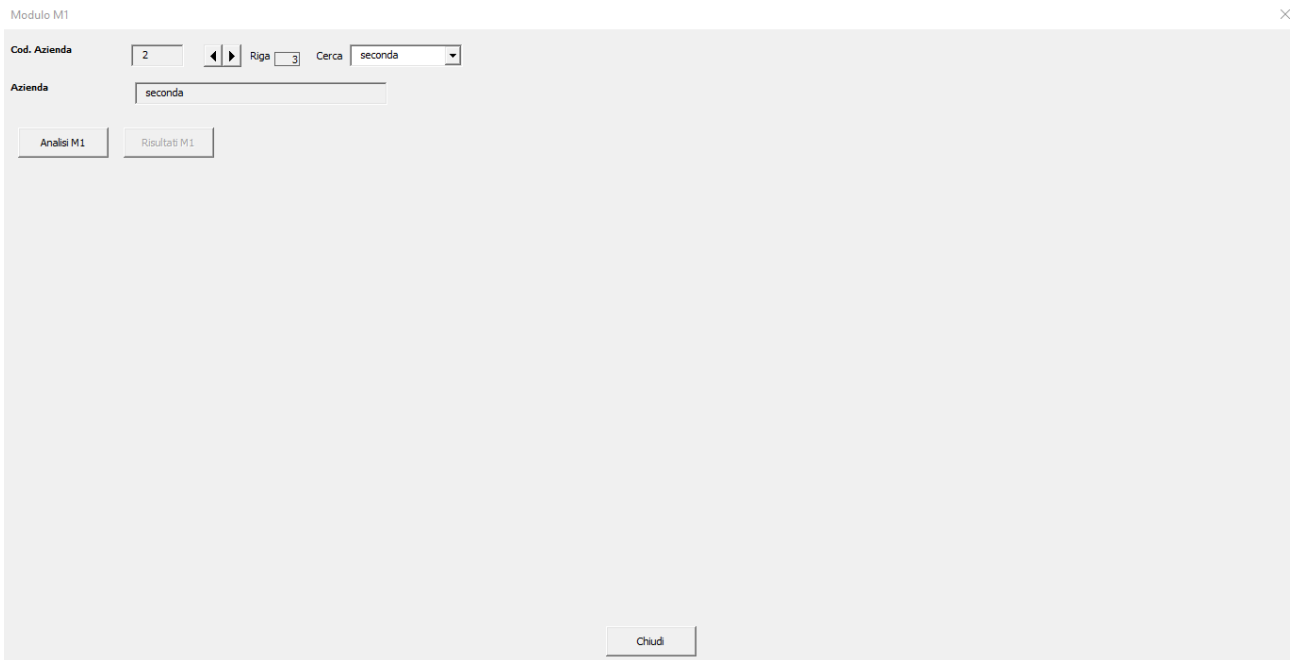 Modulo M1
Cod. Azienda 2 Riga 3 Cerca seconda
Azienda seconda
Analisi M1 Risultati M1
Chiudi